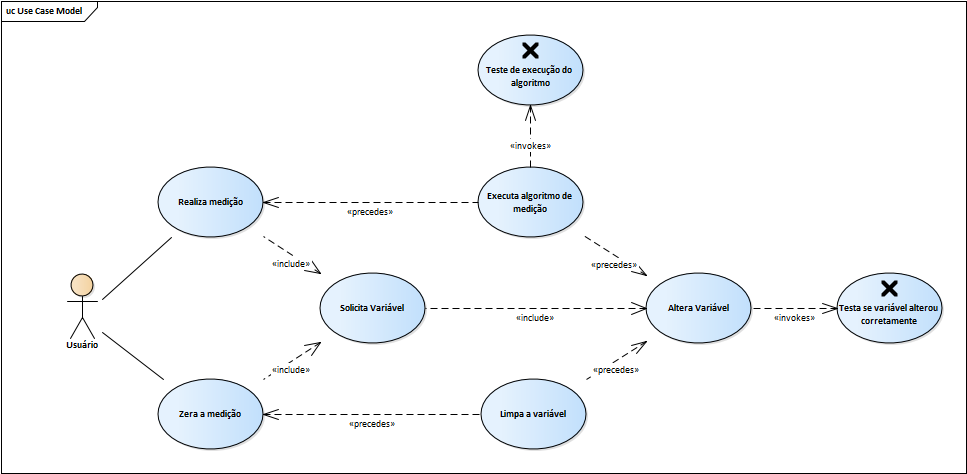 uc Use Case Model
Teste de execução do
algoritmo
«invokes»
Realiza medição
Executa algoritmo de
medição
«precedes»
«include»
«precedes»
Usuário
Solicita Variável
«include»
Altera Variável
«invokes»
Testa se variável alterou
corretamente
«include»
«precedes»
Zera a medição
«precedes»
Limpa a variável